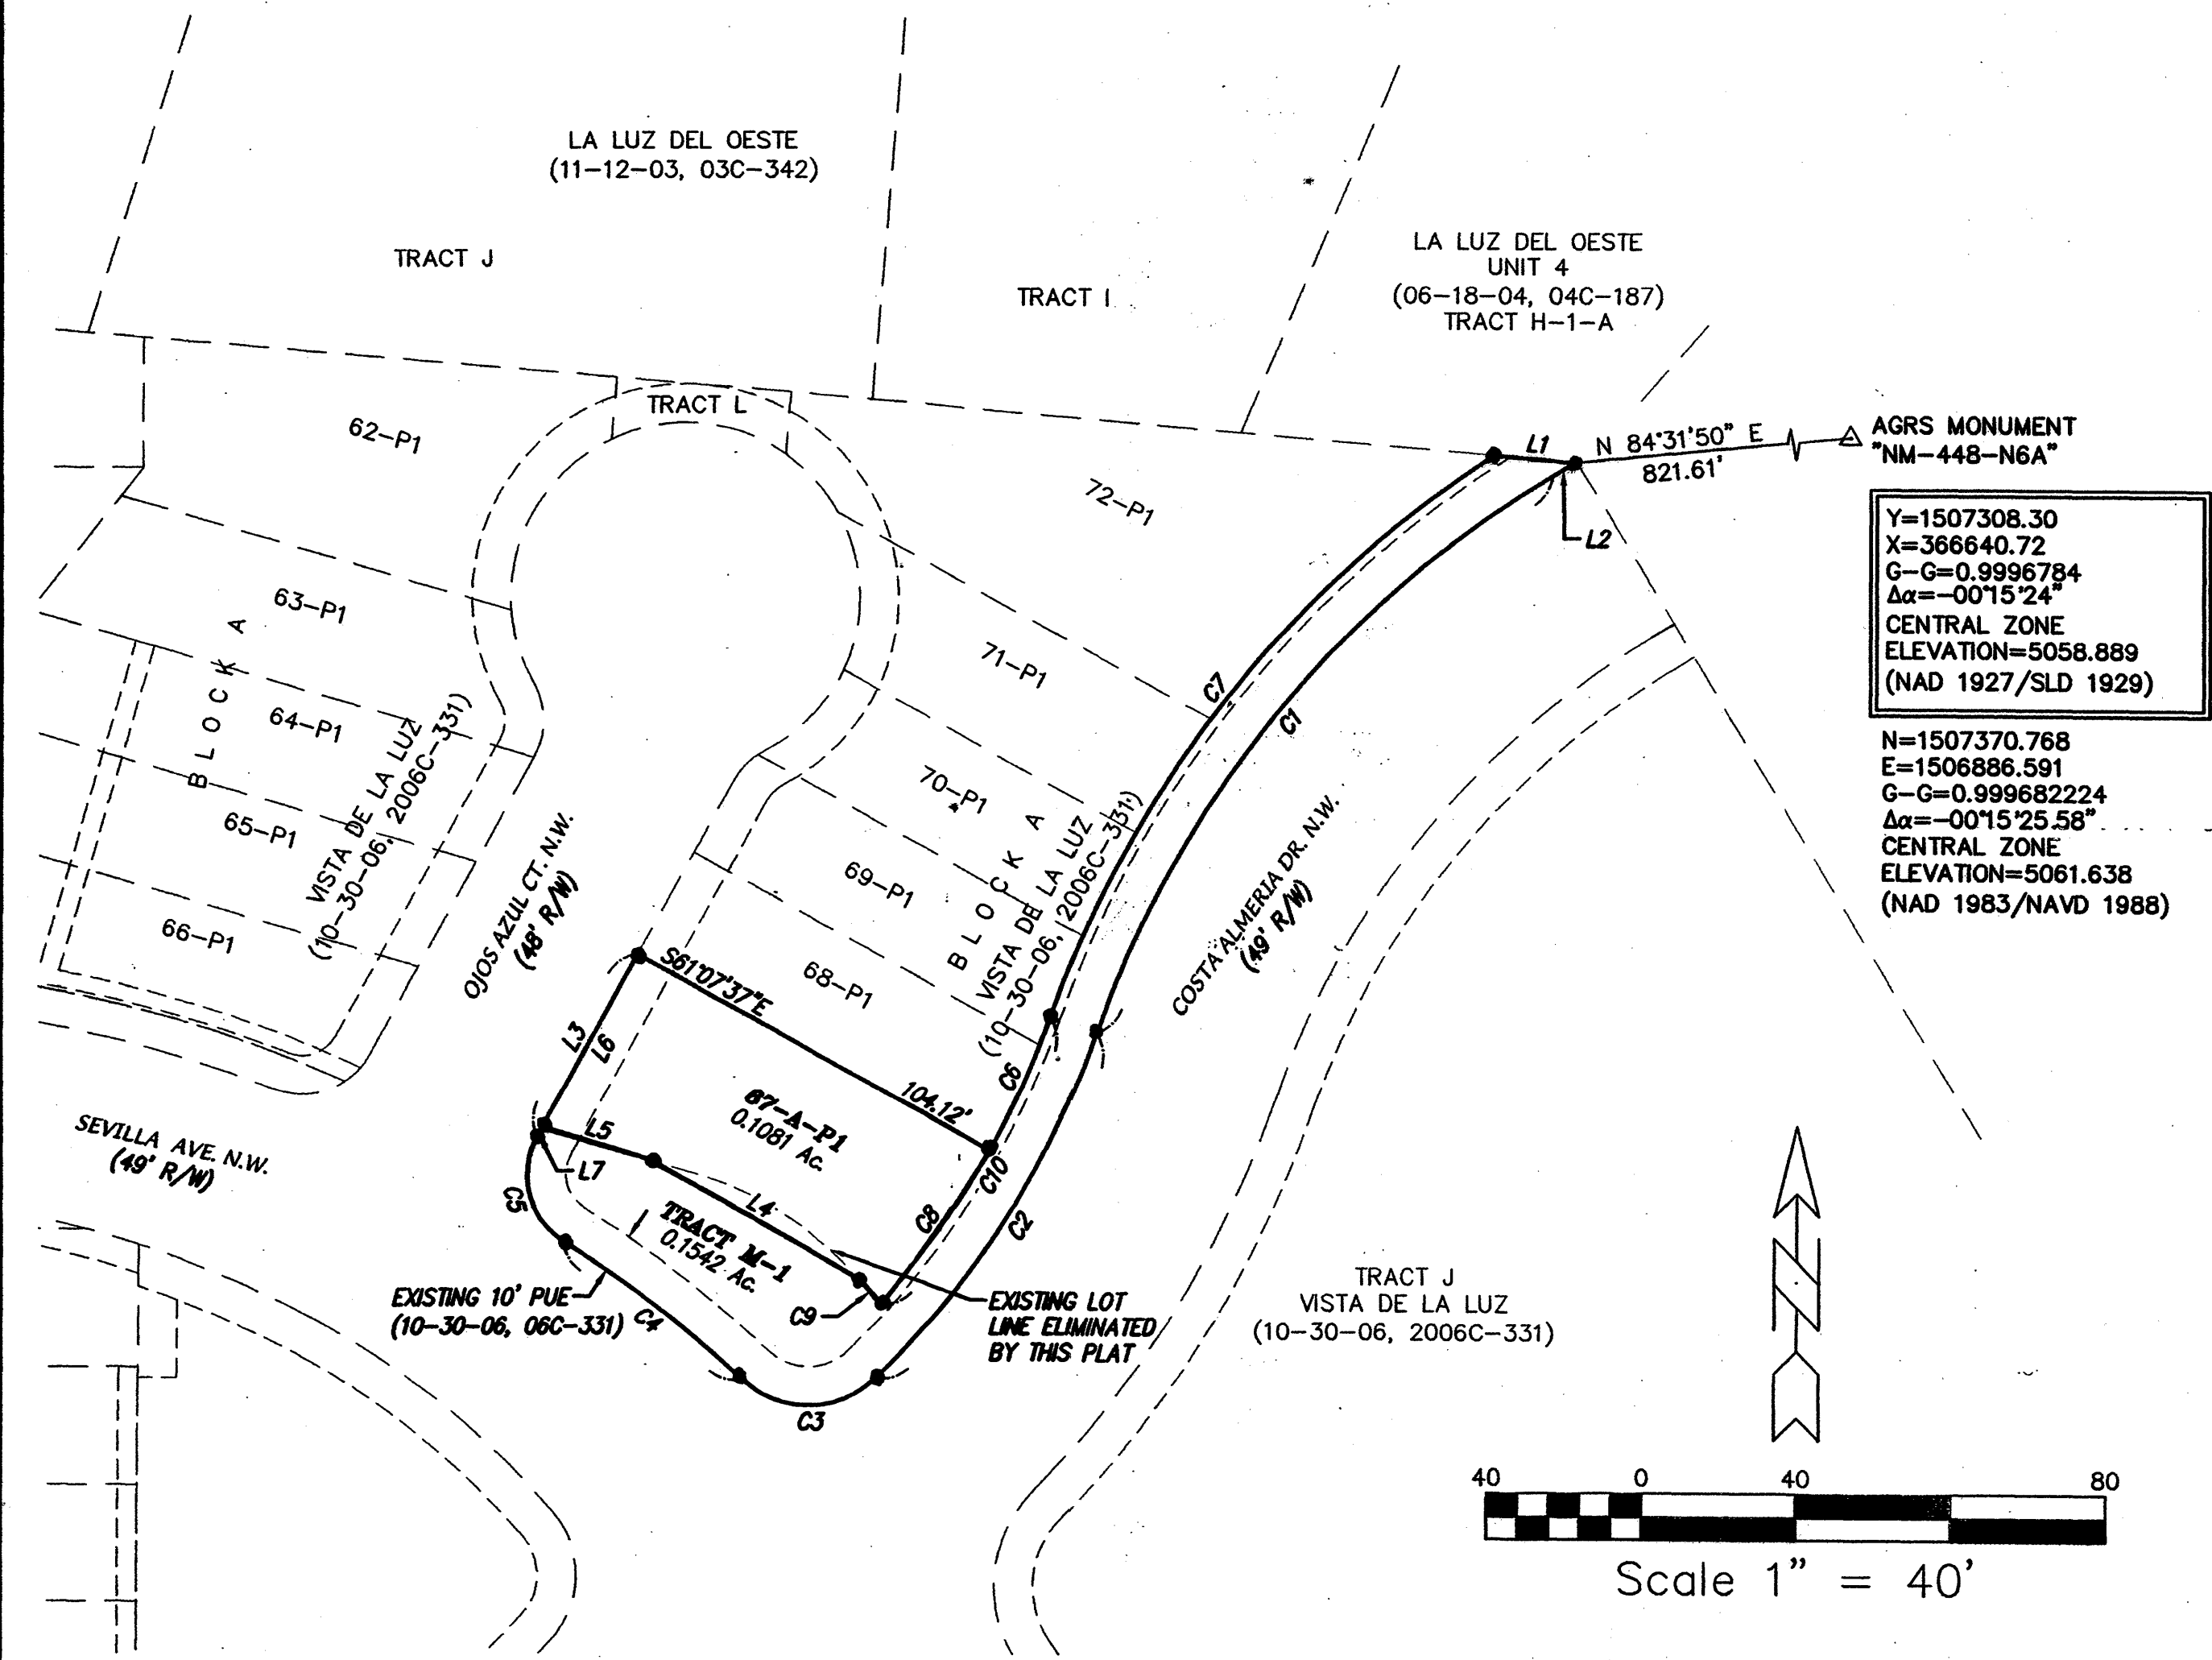 LA LUZ DEL OESTE
(11-12-03, 03C-342)
TRACT J
TRACT I
LA LUZ DEL OESTE
UNIT 4
(06-18-04, 04C-187)
TRACT H-1-A
TRACT L
62-P1
72-P1
L1
N 84°31'50" E
821.61'
L2
AGRS MONUMENT
"NM-448-N6A"
Y=1507308.30
X=366640.72
G-G=0.9996784
Δα=-00°15'24"
CENTRAL ZONE
ELEVATION=5058.889
(NAD 1927/SLD 1929)
N=1507370.768
E=1506886.591
G-G=0.999682224
Δα=-00°15'25.58"
CENTRAL ZONE
ELEVATION=5061.638
(NAD 1983/NAVD 1988)
63-P1
BLOCK A
64-P1
65-P1
66-P1
VISTA DE LA LUZ
(10-30-06, 2006C-331)
OJOS AZUL CT. N.W.
(48' R/W)
71-P1
70-P1
69-P1
68-P1
BLOCK A
VISTA DE LA LUZ
(10-30-06, 2006C-331)
C7
C1
COSTA ALMERIA DR. N.W.
(49' R/W)
S61°07'37"E
104.12'
L3
L6
C6
67-A-P1
0.1081 Ac.
L5
L7
C10
C8
C2
L4
C5
TRACT M-1
0.1542 Ac.
C9
SEVILLA AVE. N.W.
(49' R/W)
EXISTING 10' PUE
(10-30-06, 06C-331)
C4
C3
EXISTING LOT
LINE ELIMINATED
BY THIS PLAT
TRACT J
VISTA DE LA LUZ
(10-30-06, 2006C-331)
N
40 0 40 80
Scale 1" = 40'